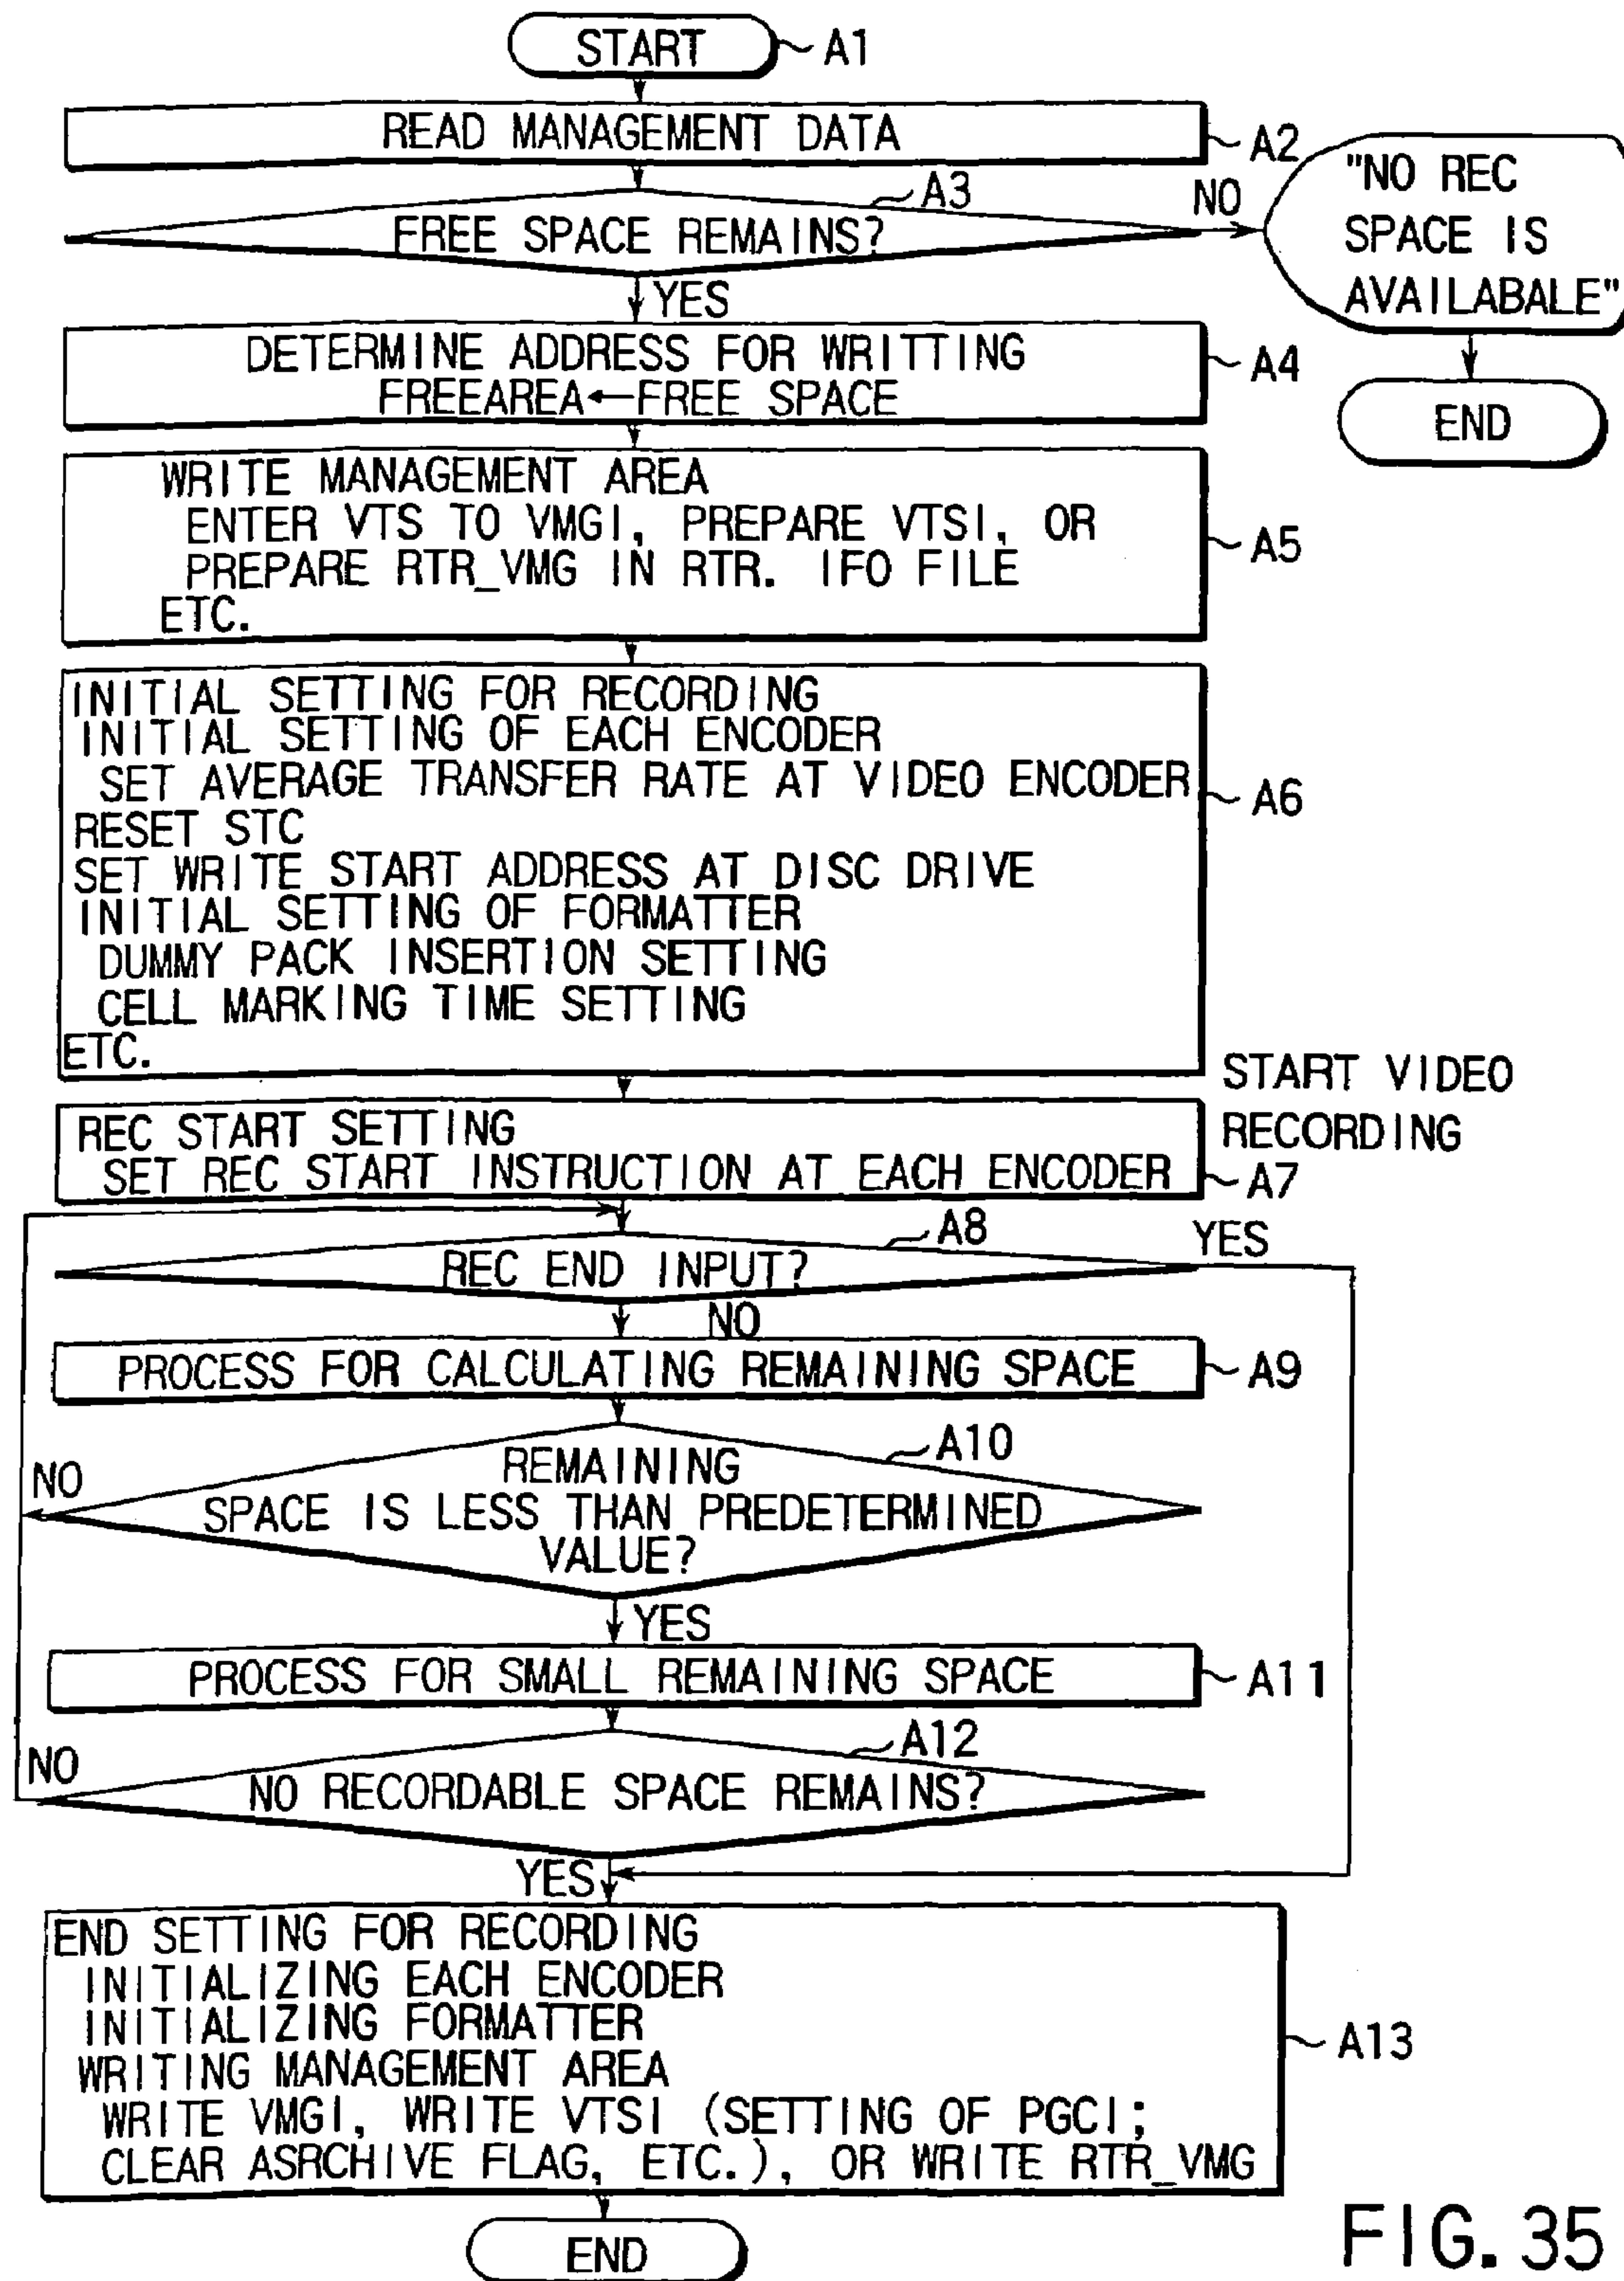 START
A1
READ MANAGEMENT DATA
A2
A3
FREE SPACE REMAINS?
NO
"NO REC
SPACE IS
AVAILABALE"
END
YES
DETERMINE ADDRESS FOR WRITTING
FREEAREA←FREE SPACE
A4
WRITE MANAGEMENT AREA
ENTER VTS TO VMGI, PREPARE VTSI, OR
PREPARE RTR_VMG IN RTR. IFO FILE
ETC.
A5
INITIAL SETTING FOR RECORDING
INITIAL SETTING OF EACH ENCODER
SET AVERAGE TRANSFER RATE AT VIDEO ENCODER
RESET STC
SET WRITE START ADDRESS AT DISC DRIVE
INITIAL SETTING OF FORMATTER
DUMMY PACK INSERTION SETTING
CELL MARKING TIME SETTING
ETC.
A6
START VIDEO
RECORDING
REC START SETTING
SET REC START INSTRUCTION AT EACH ENCODER
A7
A8
REC END INPUT?
YES
NO
PROCESS FOR CALCULATING REMAINING SPACE
A9
A10
REMAINING
SPACE IS LESS THAN PREDETERMINED
VALUE?
NO
YES
PROCESS FOR SMALL REMAINING SPACE
A11
A12
NO RECORDABLE SPACE REMAINS?
NO
YES
END SETTING FOR RECORDING
INITIALIZING EACH ENCODER
INITIALIZING FORMATTER
WRITING MANAGEMENT AREA
WRITE VMGI, WRITE VTSI (SETTING OF PGCI;
CLEAR ASRCHIVE FLAG, ETC.), OR WRITE RTR_VMG
A13
END
FIG. 35